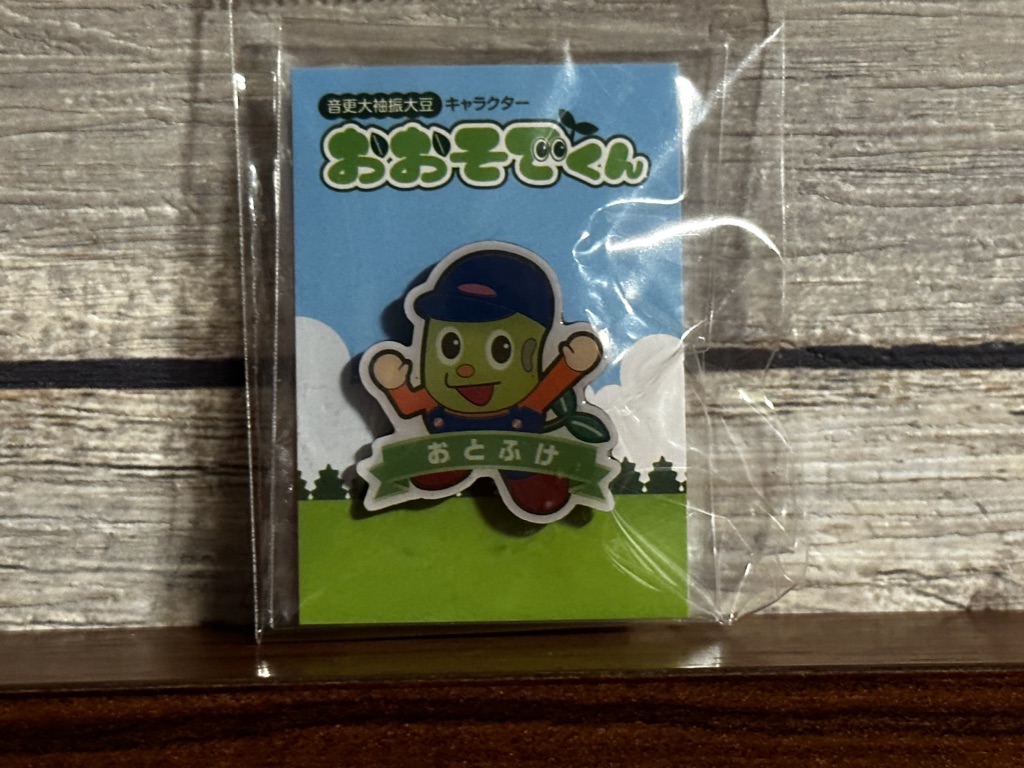 音更大袖振大豆 キャラクター
おおそでくん
おとふけ